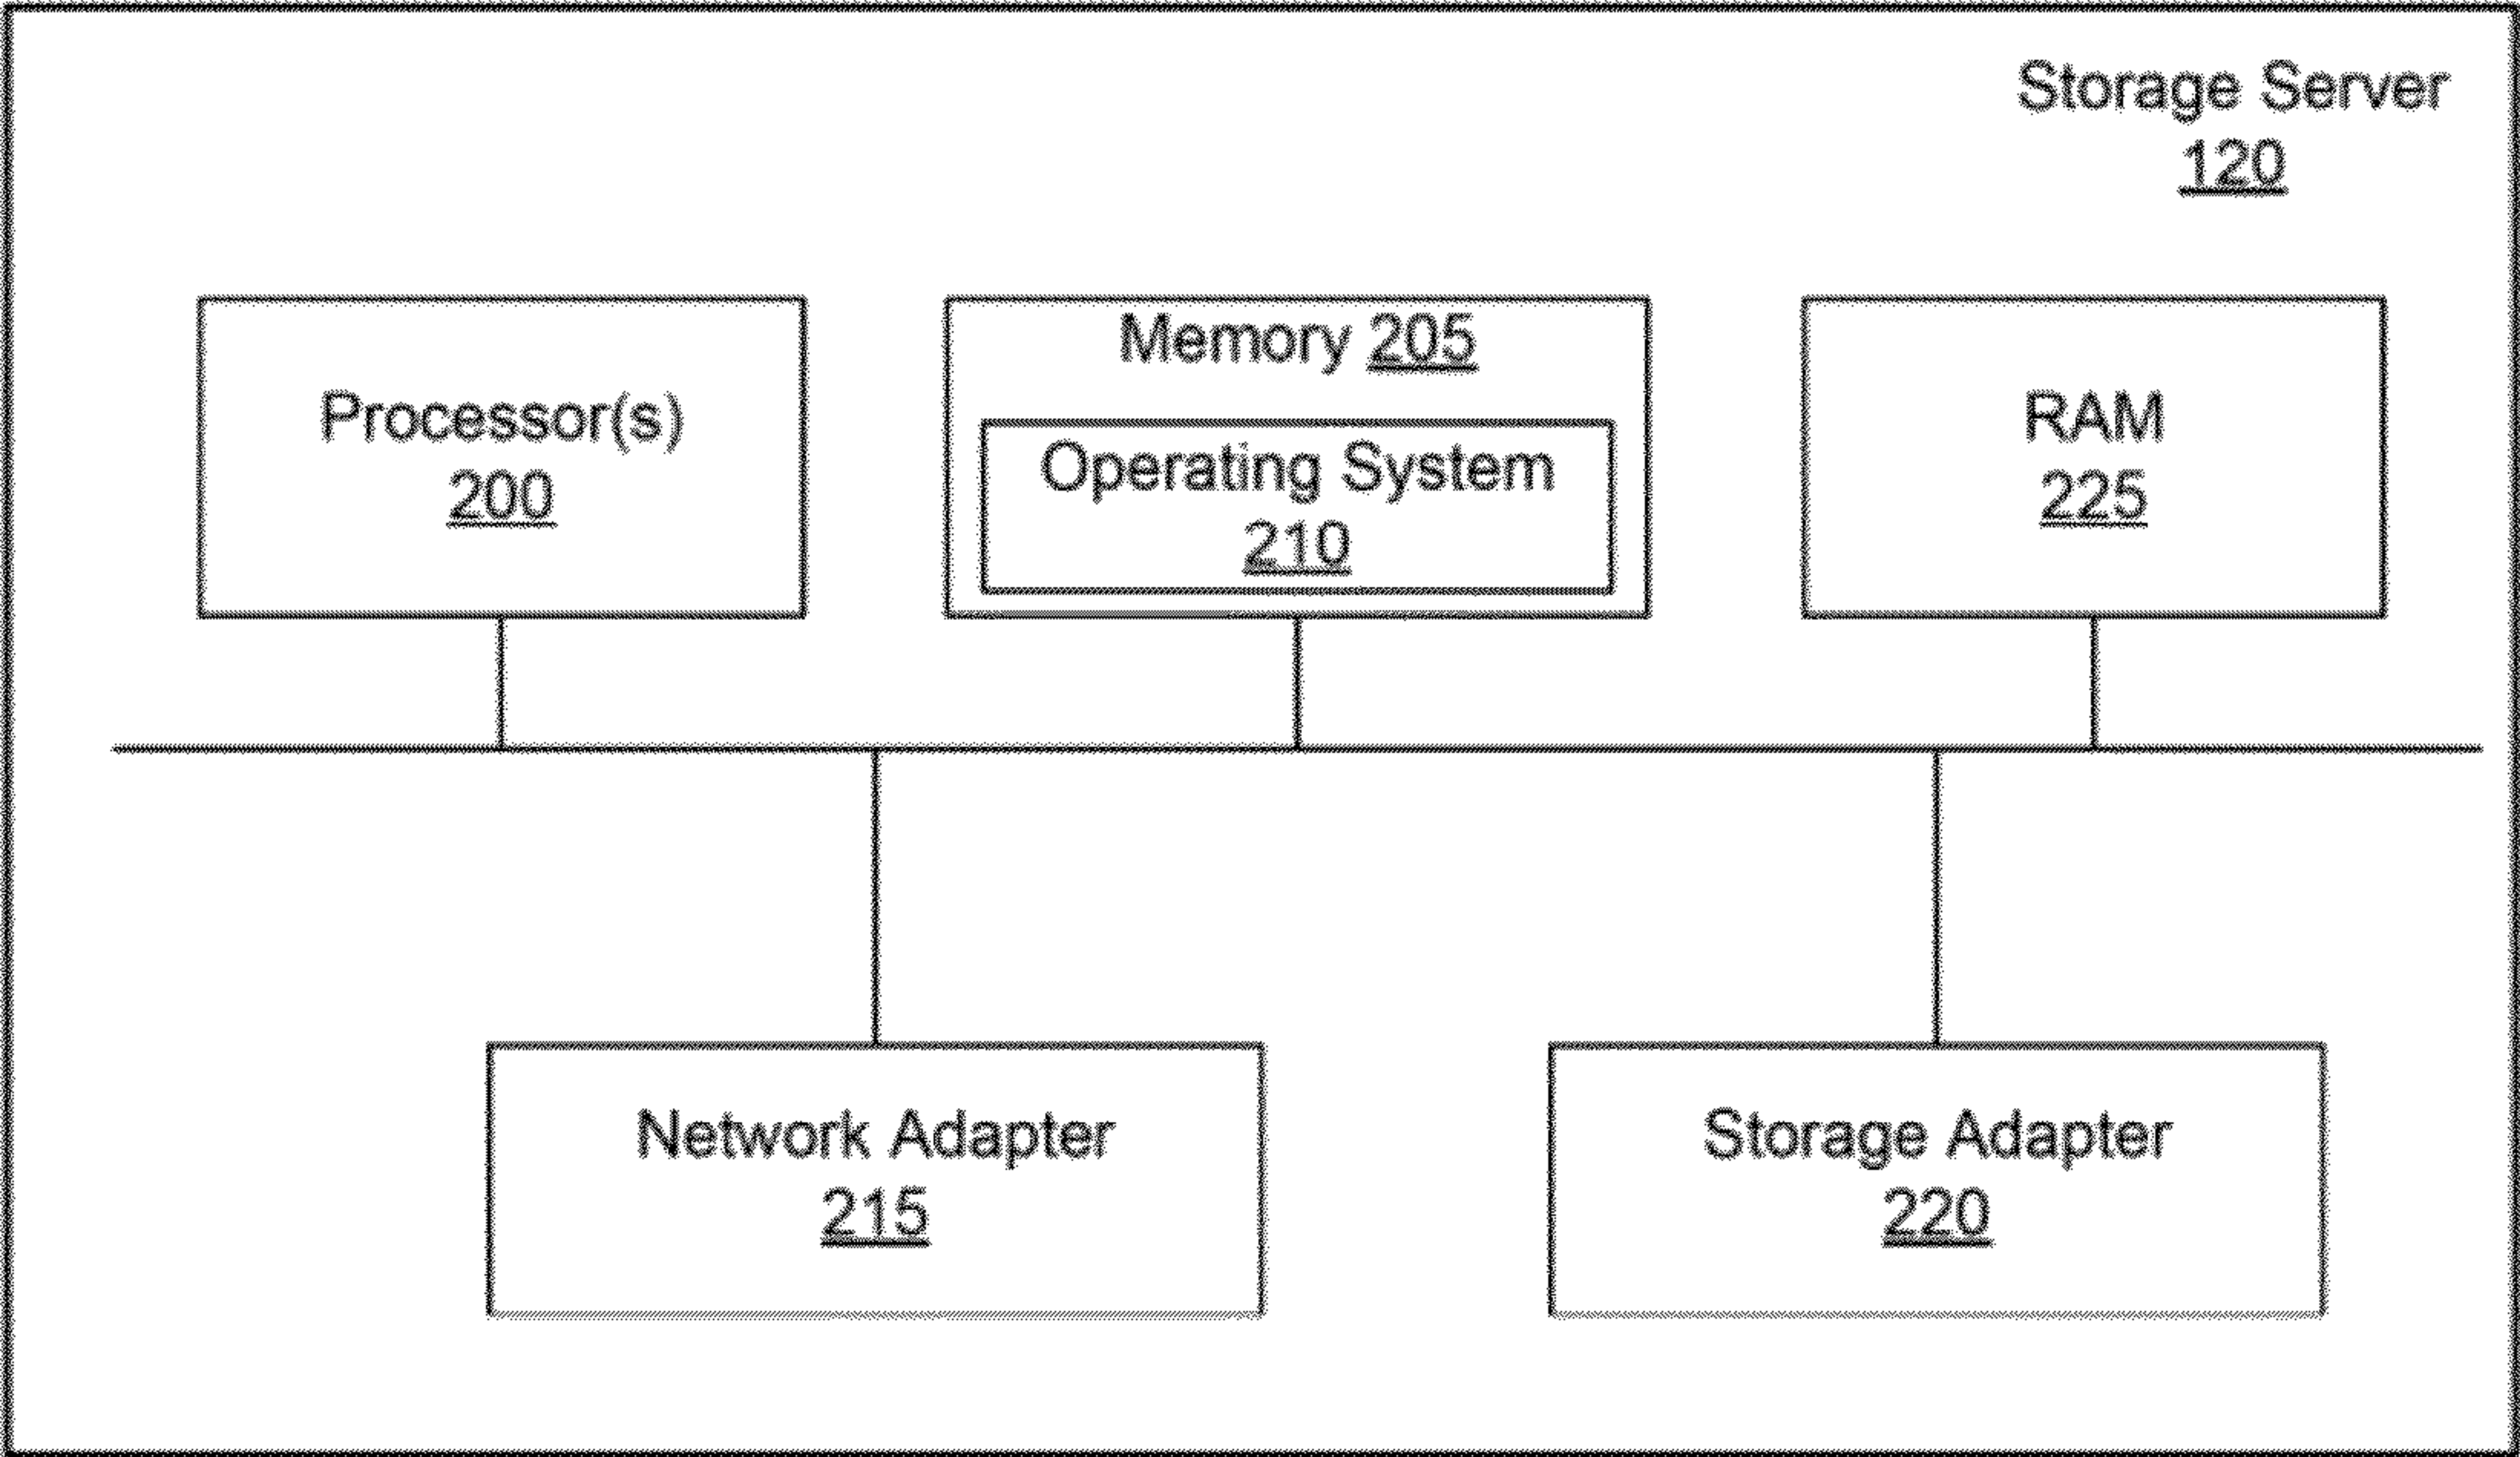 Storage Server
120
Processor(s)
200
Memory 205
Operating System
210
RAM
225
Network Adapter
215
Storage Adapter
220